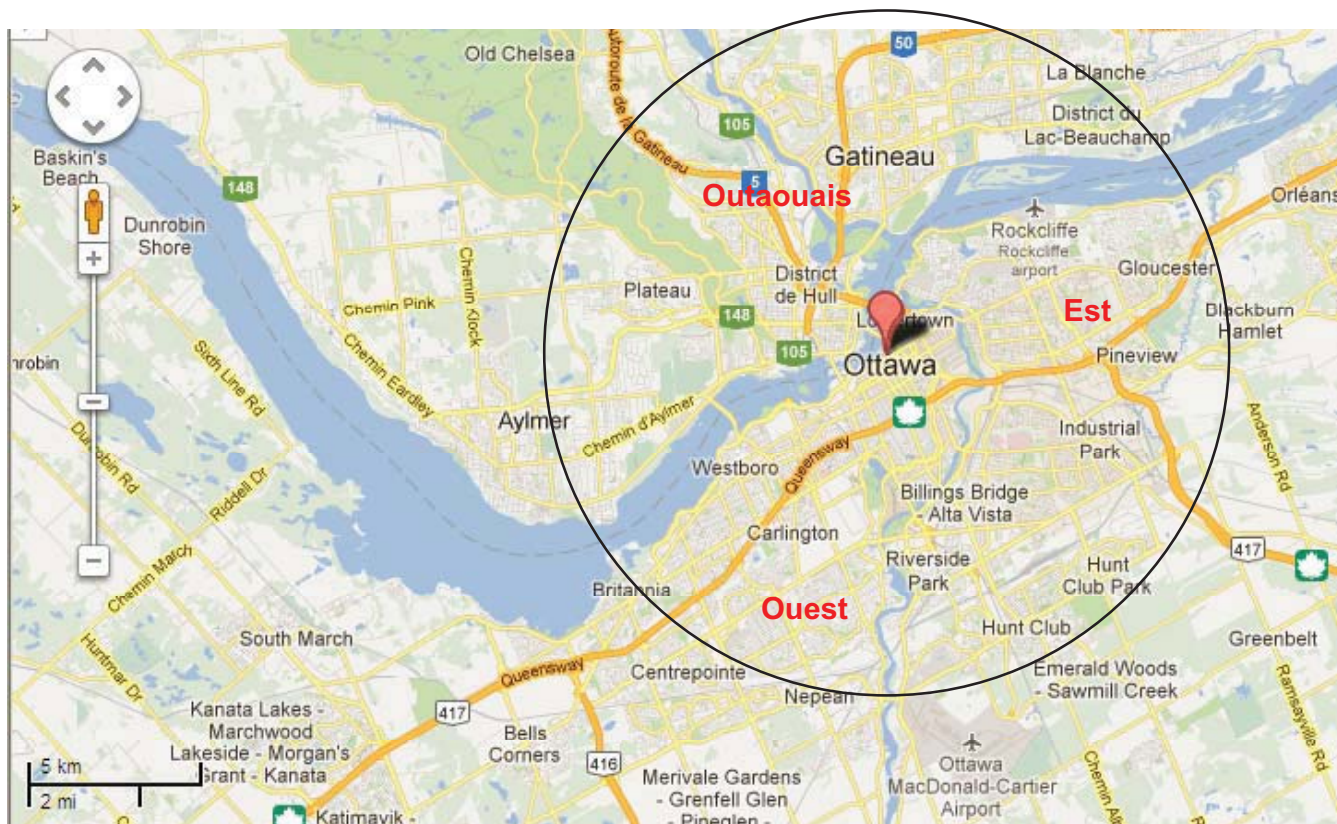 Old Chelsea
Autoroute de la Gatineau
50
La Blanche
District du
Lac-Beauchamp
105
Gatineau
Baskin's
Beach
148
5
Outaouais
Orléans
Dunrobin
Shore
Rockcliffe
Rockcliffe
airport
Chemin Klock
District
de Hull
Gloucester
Plateau
Chemin Pink
148
Est
Blackburn
Hamlet
Sixth Line Rd
105
Ottawa
Pineview
Chemin Eardley
Aylmer
Chemin d'Aylmer
Anderson Rd
Industrial
Park
Westboro
Queensway
Dunrobin Rd
Riddell Dr
Billings Bridge
- Alta Vista
Carlington
417
Chemin March
Riverside
Park
Hunt
Club Park
Britannia
Ouest
South March
Hunt Club
Greenbelt
Huntmar Dr
Queensway
Centrepointe
Emerald Woods
- Sawmill Creek
Nepean
Ramsayville Rd
Kanata Lakes -
Marchwood
Lakeside - Morgan's
Grant - Kanata
417
Bells
Corners
416
Ottawa
MacDonald-Cartier
Airport
5 km
2 mi
Merivale Gardens
- Grenfell Glen
- Pineglen -
Katimavik -